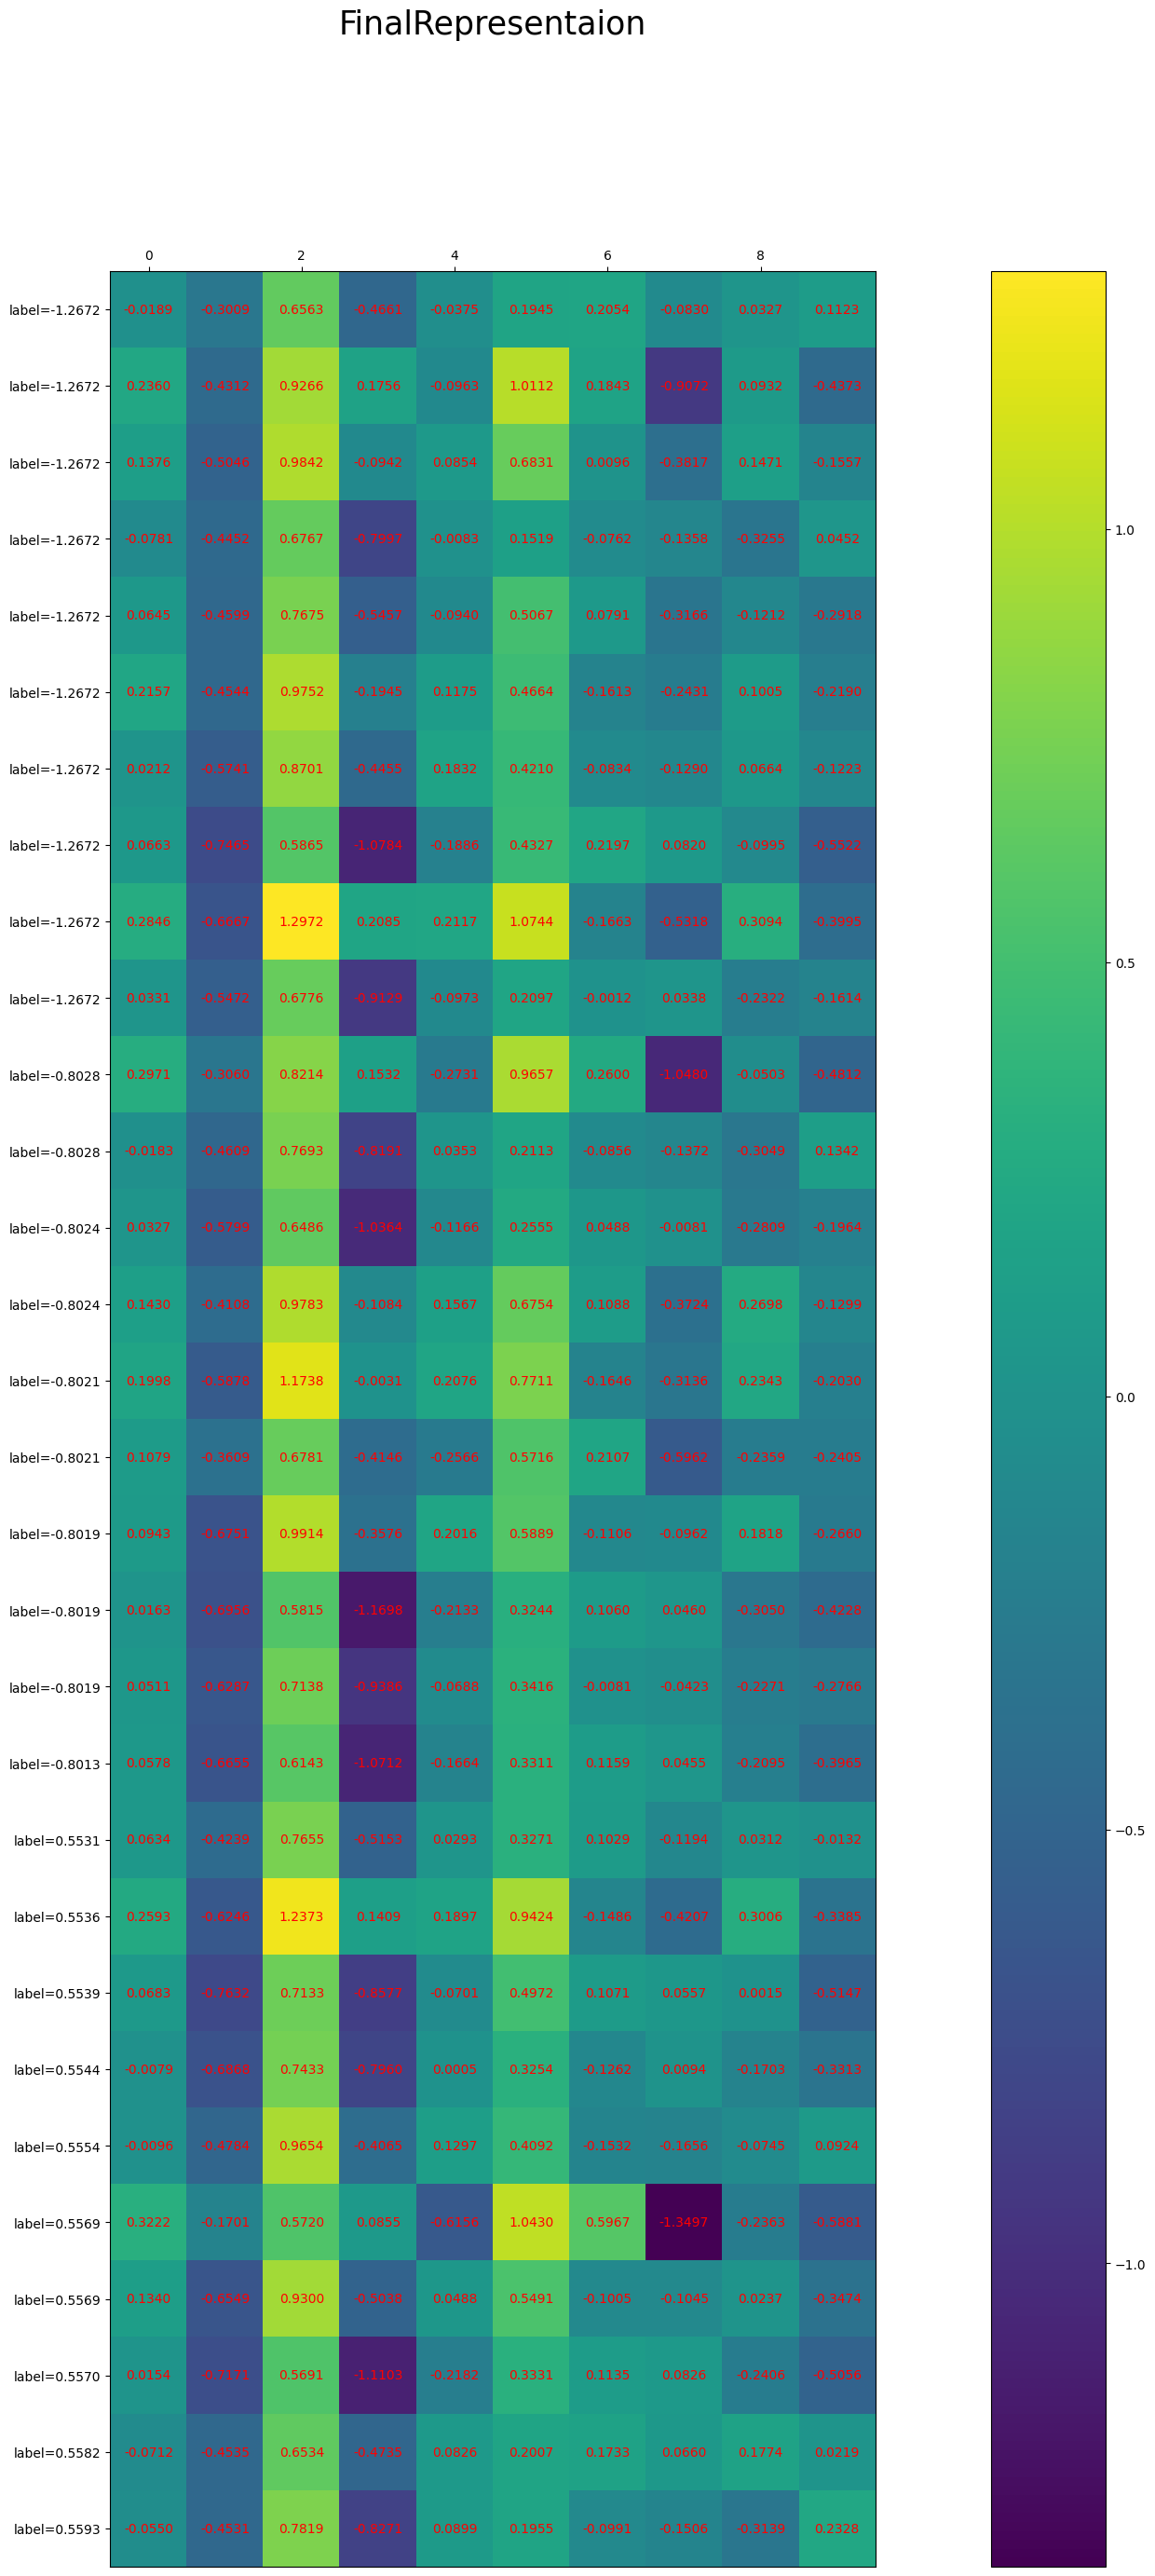 FinalRepresentaion
0 2 4 6 8
label=-1.2672 -0.0189 -0.3009 0.6563 -0.4661 -0.0375 0.1945 0.2054 -0.0830 0.0327 0.1123
label=-1.2672 0.2360 -0.4312 0.9266 0.1756 -0.0963 1.0112 0.1843 0.0932 -0.4373
label=-1.2672 0.1376 -0.5046 0.9842 -0.0942 0.0854 0.6831 0.0096 -0.3817 0.1471 -0.1557
1.0
label=-1.2672 -0.0781 -0.4452 0.6767 -0.0083 0.1519 -0.0762 -0.1358 -0.3255 0.0452
label=-1.2672 0.0645 -0.4599 0.7675 -0.5457 -0.0940 0.5067 0.0791 -0.3166 -0.1212 -0.2918
label=-1.2672 0.2157 -0.4544 0.9752 -0.1945 0.1175 0.4664 -0.1613 -0.2431 0.1005 -0.2190
label=-1.2672 0.0212 -0.5741 0.8701 -0.4455 0.1832 0.4210 -0.0834 -0.1290 0.0664 -0.1223
label=-1.2672 0.0663 -0.7465 0.5865 -1.0784 -0.1886 0.4327 0.2197 0.0820 -0.0995 -0.5522
label=-1.2672 0.2846 -0.6667 1.2972 0.2085 0.2117 1.0744 -0.1663 -0.5318 0.3094 -0.3995
0.5
label=-1.2672 0.0331 -0.5472 0.6776 -0.9129 -0.0973 0.2097 -0.0012 0.0338 -0.2322 -0.1614
label=-0.8028 0.2971 -0.3060 0.8214 0.1532 -0.2731 0.9657 0.2600 -1.0480 -0.0503 -0.4812
label=-0.8028 -0.0183 -0.4609 0.7693 -0.8191 0.0353 0.2113 -0.0856 -0.1372 -0.3049 0.1342
label=-0.8024 0.0327 -0.5799 0.6486 -1.0364 -0.1166 0.2555 0.0488 -0.0081 -0.2809 -0.1964
label=-0.8024 0.1430 -0.4108 0.9783 -0.1084 0.1567 0.6754 0.1088 -0.3724 0.2698 -0.1299
label=-0.8021 0.1998 -0.5878 1.1738 -0.0031 0.2076 0.7711 -0.1646 -0.3136 0.2343 -0.2030
0.0
label=-0.8021 0.1079 -0.3609 0.6781 -0.4146 -0.2566 0.5716 0.2107 -0.5962 -0.2359 -0.2405
label=-0.8019 0.0943 -0.6751 0.9914 -0.3576 0.2016 0.5889 -0.1106 -0.0962 0.1818 -0.2660
label=-0.8019 0.0163 -0.6956 0.5815 -1.1698 -0.2133 0.3244 0.1060 0.0460 -0.3050 -0.4228
label=-0.8019 0.0511 -0.6287 0.7138 -0.9386 -0.0688 0.3416 -0.0081 -0.0423 -0.2271 -0.2766
label=-0.8013 0.0578 -0.6655 0.6143 -1.0712 -0.1664 0.3311 0.1159 0.0455 -0.2095 -0.3965
−0.5
label=0.5531 0.0634 -0.4239 0.7655 -0.5153 0.0293 0.3271 0.1029 -0.1194 0.0312 -0.0132
label=0.5536 0.2593 -0.6246 1.2373 0.1409 0.1897 0.9424 -0.1486 -0.4207 0.3006 -0.3385
label=0.5539 0.0683 -0.7632 0.7133 -0.8577 -0.0701 0.4972 0.1071 0.0557 0.0015 -0.5147
label=0.5544 -0.0079 -0.6868 0.7433 -0.7960 0.0005 0.3254 -0.1262 0.0094 -0.1703 -0.3313
label=0.5554 -0.0096 -0.4784 0.9654 -0.4065 0.1297 0.4092 -0.1532 -0.1656 -0.0745 0.0924
label=0.5569 0.3222 -0.1701 0.5720 0.0855 -0.6156 1.0430 0.5967 -1.3497 -0.2363 -0.5881
−1.0
label=0.5569 0.1340 -0.6549 0.9300 -0.5038 0.0488 0.5491 -0.1005 -0.1045 0.0237 -0.3474
label=0.5570 0.0154 -0.7171 0.5691 -1.1103 -0.2182 0.3331 0.1135 0.0826 -0.2406 -0.5056
label=0.5582 -0.0712 -0.4535 0.6534 -0.4735 0.0826 0.2007 0.1733 0.0660 0.1774 0.0219
label=0.5593 -0.0550 -0.4531 0.7819 -0.8271 0.0899 0.1955 -0.0991 -0.1506 -0.3139 0.2328